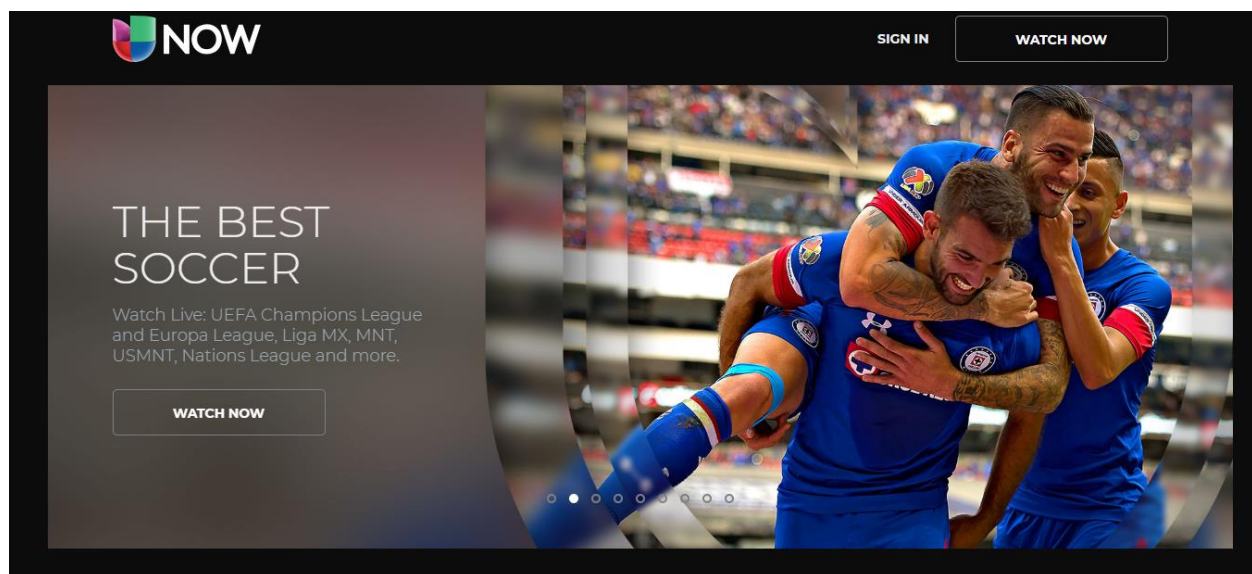 NOW
SIGN IN
WATCH NOW
THE BEST
SOCCER
Watch Live: UEFA Champions League
and Europa League, Liga MX, MNT,
USMNT, Nations League and more.
WATCH NOW